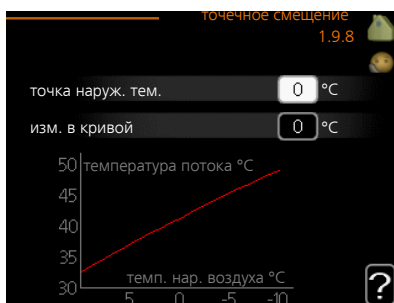 точечное смещение
1.9.8
точка наруж. тем. 0 °C
изм. в кривой 0 °C
50 температура потока °C
45
40
35
30
темп. нар. воздуха °C
5 0 -5 -10
?